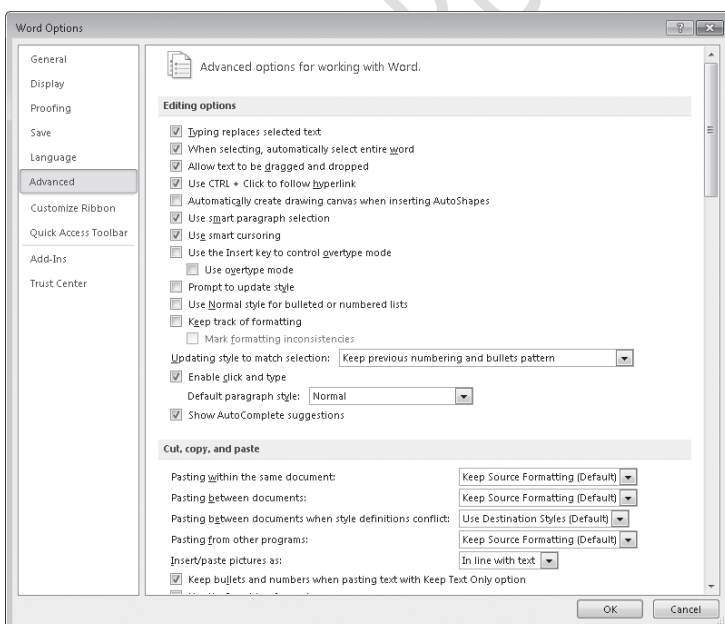 Word Options
General
Display
Proofing
Save
Language
Advanced
Customize Ribbon
Quick Access Toolbar
Add-Ins
Trust Center
Advanced options for working with Word.
Editing options
Typing replaces selected text
When selecting, automatically select entire word
Allow text to be dragged and dropped
Use CTRL + Click to follow hyperlink
Automatically create drawing canvas when inserting AutoShapes
Use smart paragraph selection
Use smart cursoring
Use the Insert key to control overtype mode
Use overtype mode
Prompt to update style
Use Normal style for bulleted or numbered lists
Keep track of formatting
Mark formatting inconsistencies
Updating style to match selection: Keep previous numbering and bullets pattern
Enable click and type
Default paragraph style: Normal
Show AutoComplete suggestions
Cut, copy, and paste
Pasting within the same document: Keep Source Formatting (Default)
Pasting between documents: Keep Source Formatting (Default)
Pasting between documents when style definitions conflict: Use Destination Styles (Default)
Pasting from other programs: Keep Source Formatting (Default)
Insert/paste pictures as: In line with text
Keep bullets and numbers when pasting text with Keep Text Only option
OK Cancel